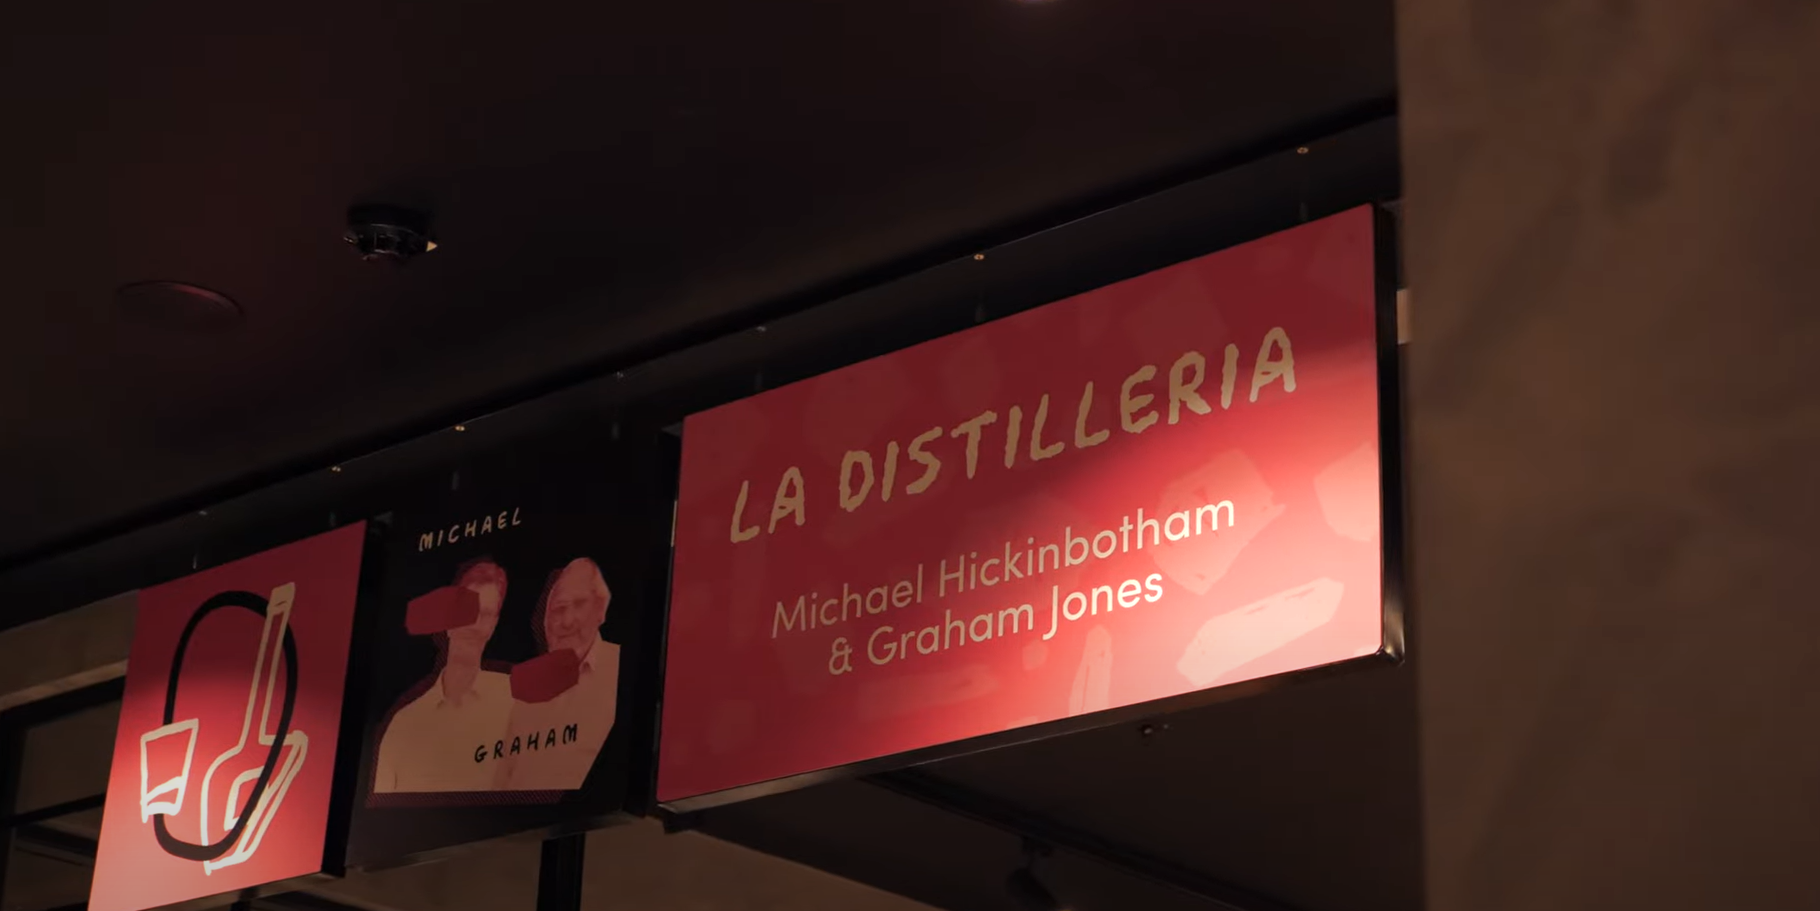 MICHAEL
GRAHAM
LA DISTILLERIA
Michael Hickinbotham
& Graham Jones